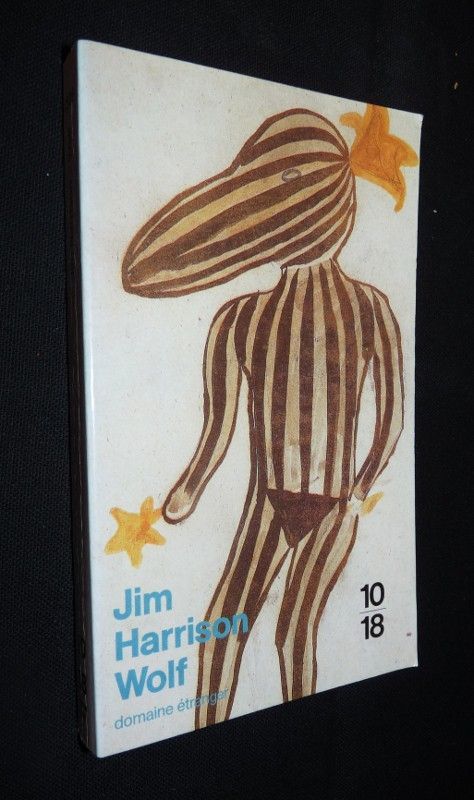 Jim
Harrison
Wolf
domaine étranger
10
18